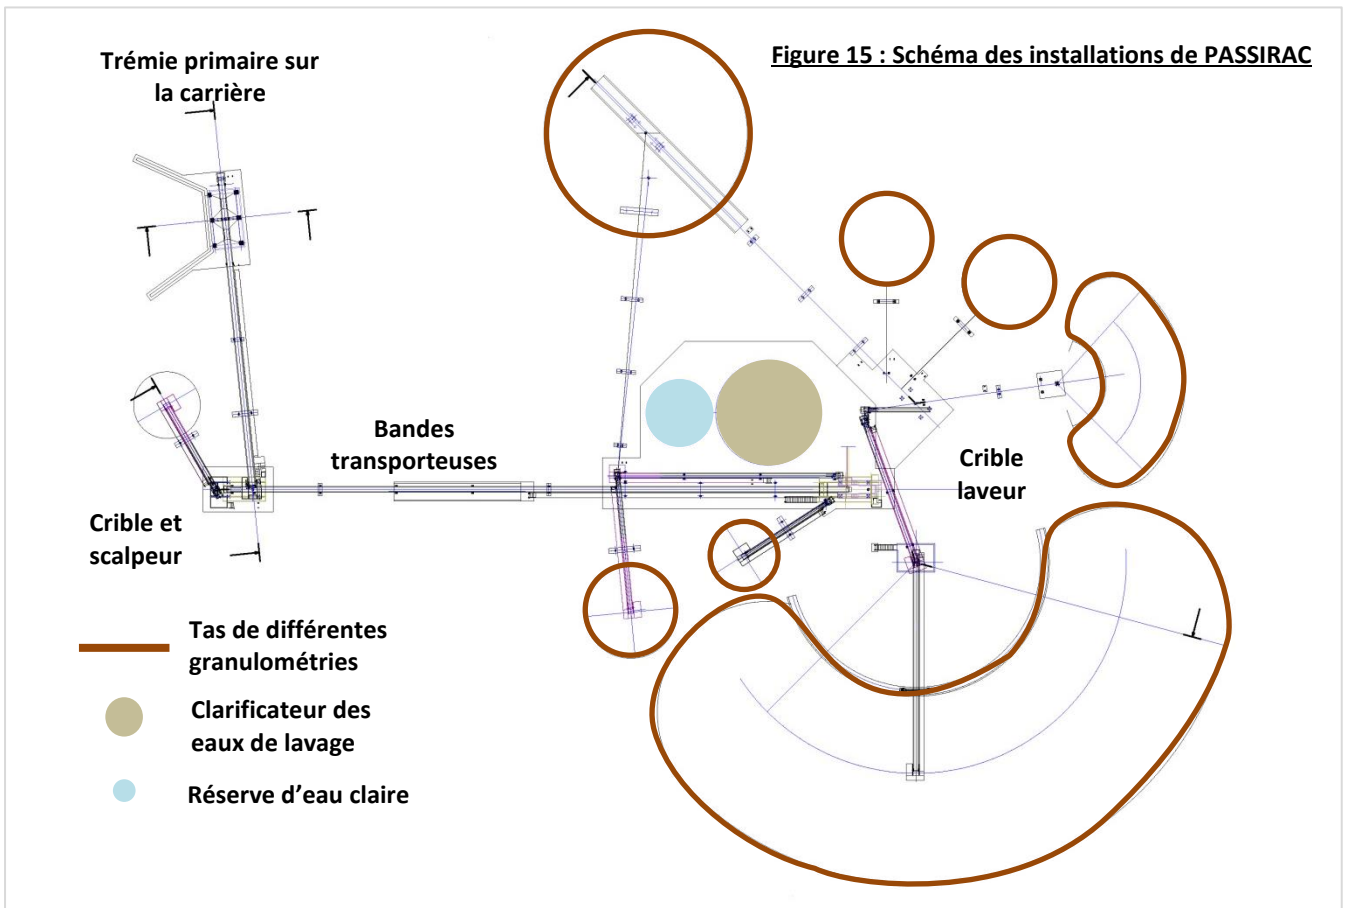 Figure 15 : Schéma des installations de PASSIRAC
Trémie primaire sur
la carrière
Bandes
transporteuses
Crible et
scalpeur
Crible
laveur
Tas de différentes
granulométries
Clarificateur des
eaux de lavage
Réserve d’eau claire